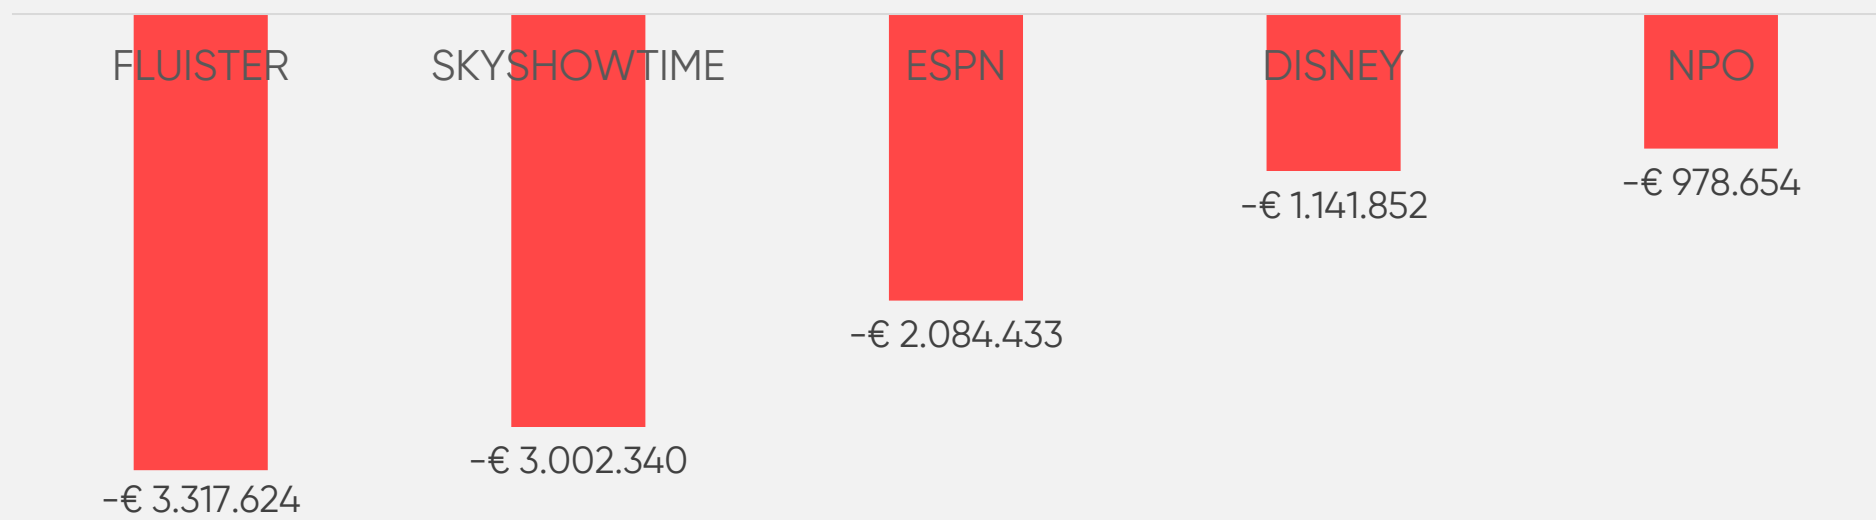 FLUISTER
SKYSHOWTIME
ESPN
DISNEY
NPO
-€ 978.654
-€ 1.141.852
-€ 2.084.433
-€ 3.002.340
-€ 3.317.624